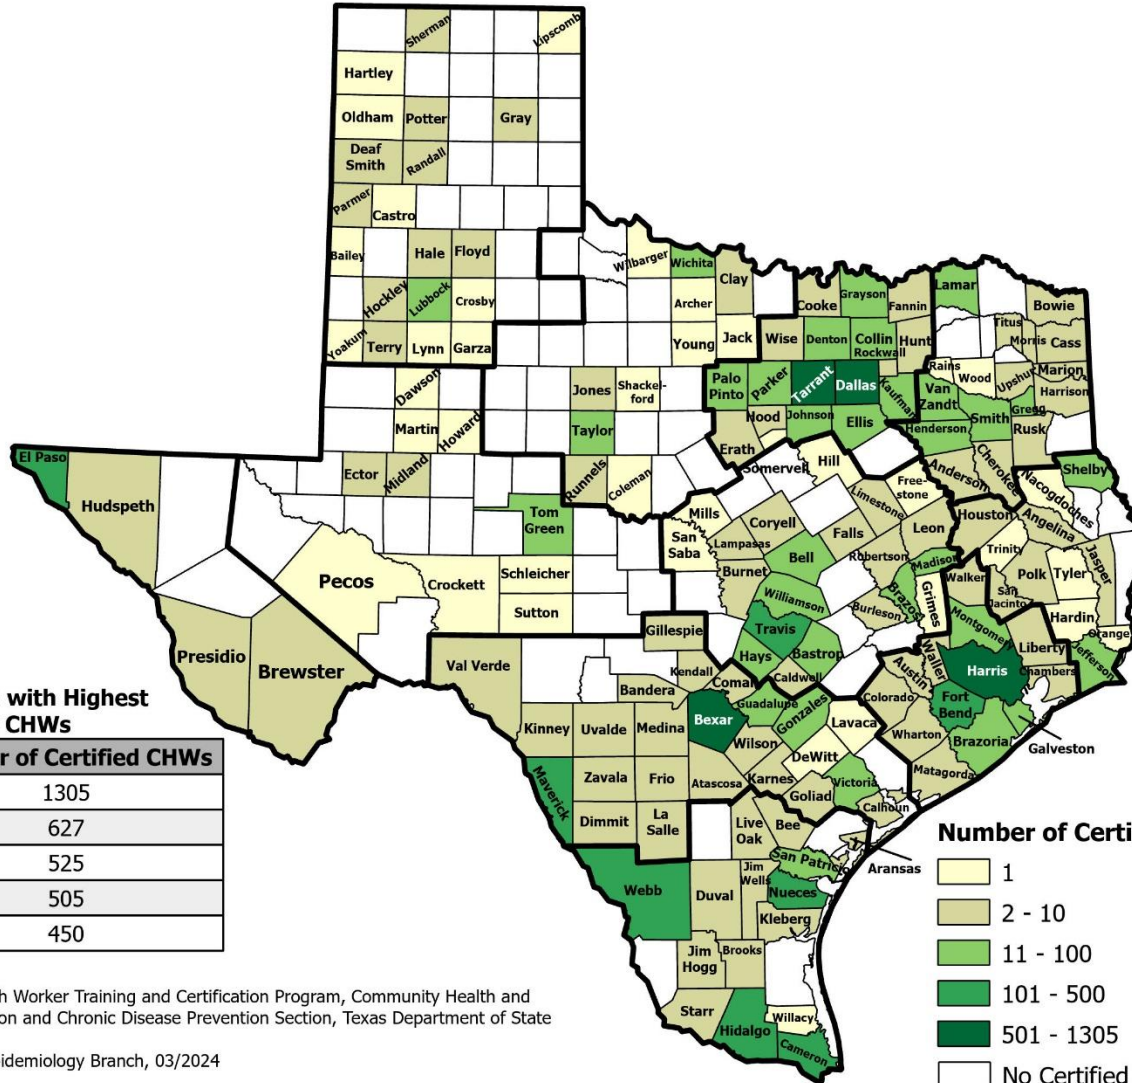 Sherman
Lipscomb
Hartley
Oldham
Potter
Gray
Deaf
Smith
Randall
Parmer
Castro
Bailey
Hale
Floyd
Wilbarger
Wichita
Clay
Hockley
Lubbock
Crosby
Archer
Cooke
Grayson
Fannin
Lamar
Bowie
Yoakum
Terry
Lynn
Garza
Young
Jack
Wise
Denton
Collin
Rockwall
Hunt
Titus
Morris
Cass
Dawson
Jones
Shackel-
ford
Palo
Pinto
Parker
Tarrant
Dallas
Kaufman
Rains
Wood
Upshur
Marion
Harrison
Van
Zandt
Martin
Howard
Taylor
Hood
Johnson
Ellis
Henderson
Smith
Gregg
Rusk
El Paso
Hudspeth
Ector
Midland
Runnels
Coleman
Erath
Somervell
Hill
Free-
stone
Anderson
Cherokee
Nacogdoches
Shelby
Tom
Green
Mills
San
Saba
Lampasas
Coryell
Limestone
Falls
Leon
Houston
Angelina
Pecos
Crockett
Schleicher
Sutton
Burnet
Bell
Robertson
Madison
Trinity
Walker
Polk
Tyler
Jasper
San
Jacinto
Williamson
Brazos
Grimes
Burleson
Hardin
Orange
Presidio
Brewster
Val Verde
Gillespie
Travis
Hays
Bastrop
Montgomery
Liberty
Jefferson
Kendall
Comal
Caldwell
Austin
Waller
Harris
Chambers
Bandera
Guadalupe
Gonzales
Colorado
Fort
Bend
Kinney
Uvalde
Medina
Bexar
Wilson
Lavaca
Wharton
Brazoria
Galveston
DeWitt
Maverick
Zavala
Frio
Atascosa
Karnes
Goliad
Victoria
Matagorda
Calhoun
Dimmit
La
Salle
Live
Oak
Bee
Aransas
San Patricio
Webb
Duval
Jim
Wells
Nueces
Kleberg
Jim
Hogg
Brooks
Starr
Hidalgo
Willacy
Cameron
with Highest
CHWs
r of Certified CHWs
1305
627
525
505
450
Number of Certi
1
2 - 10
11 - 100
101 - 500
501 - 1305
No Certified
h Worker Training and Certification Program, Community Health and
on and Chronic Disease Prevention Section, Texas Department of State
idemiology Branch, 03/2024